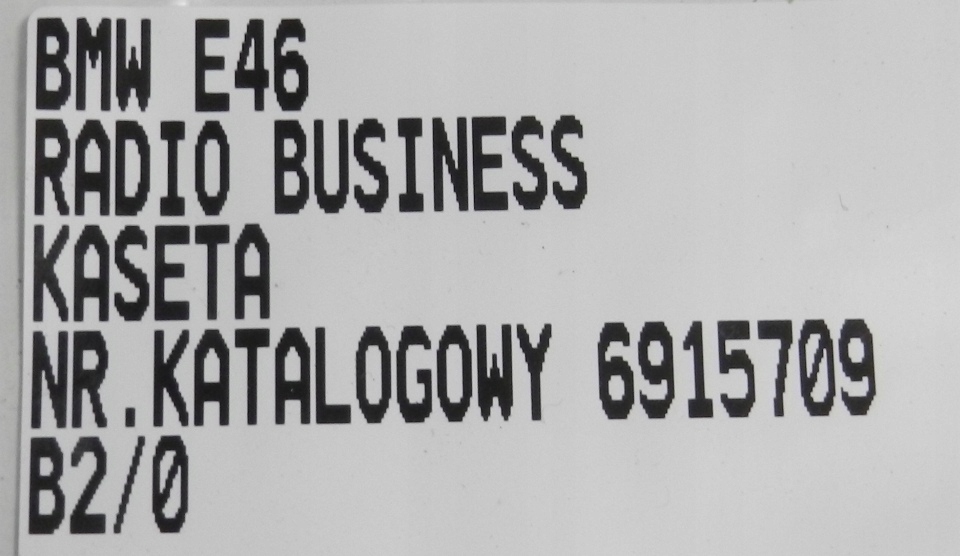 BMW E46
RADIO BUSINESS
KASETA
NR.KATALOGOWY 6915709
B2/0